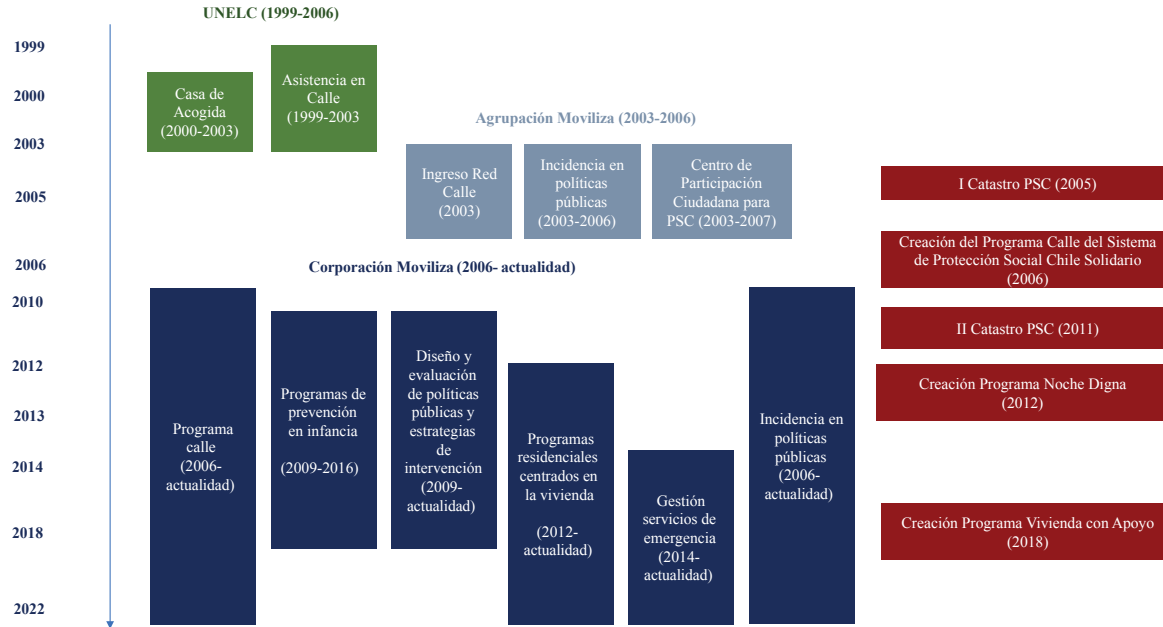 UNELC (1999-2006)
1999
2000
2003
2005
2006
2010
2012
2013
2014
2018
2022
Casa de
Acogida
(2000-2003)
Asistencia en
Calle
(1999-2003
Agrupación Moviliza (2003-2006)
Ingreso Red
Calle
(2003)
Incidencia en
políticas
públicas
(2003-2006)
Centro de
Participación
Ciudadana para
PSC (2003-2007)
Corporación Moviliza (2006- actualidad)
Programa
calle
(2006-
actualidad)
Programas de
prevención
en infancia
(2009-2016)
Diseño y
evaluación
de políticas
públicas y
estrategias
de
intervención
(2009-
actualidad)
Programas
residenciales
centrados en
la vivienda
(2012-
actualidad)
Gestión
servicios de
emergencia
(2014-
actualidad)
Incidencia en
políticas
públicas
(2006-
actualidad)
I Catastro PSC (2005)
Creación del Programa Calle del Sistema
de Protección Social Chile Solidario
(2006)
II Catastro PSC (2011)
Creación Programa Noche Digna
(2012)
Creación Programa Vivienda con Apoyo
(2018)